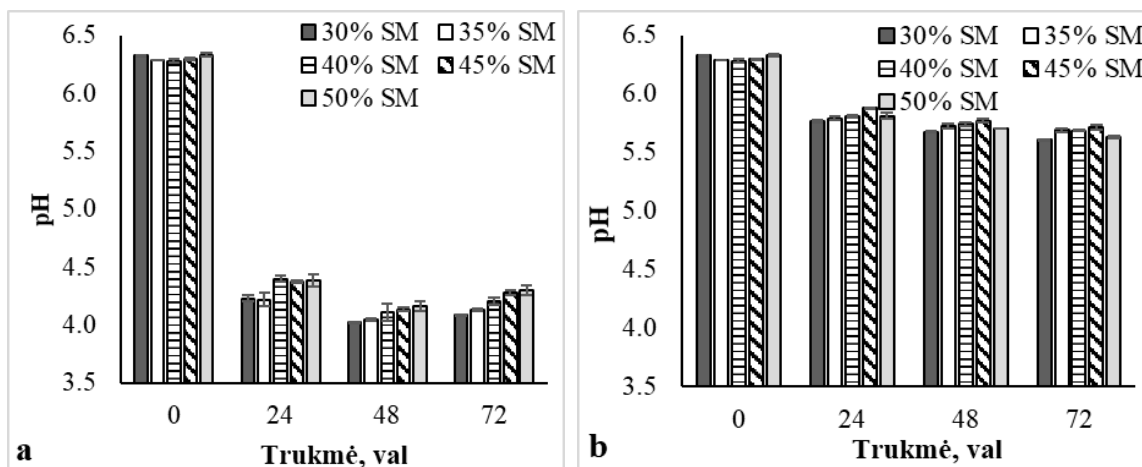 30% SM 35% SM
40% SM 45% SM
50% SM
pH
6.5
6.0
5.5
5.0
4.5
4.0
3.5
0 24 48 72
Trukmė, val
a
30% SM 35% SM
40% SM 45% SM
50% SM
pH
6.5
6.0
5.5
5.0
4.5
4.0
3.5
0 24 48 72
Trukmė, val
b